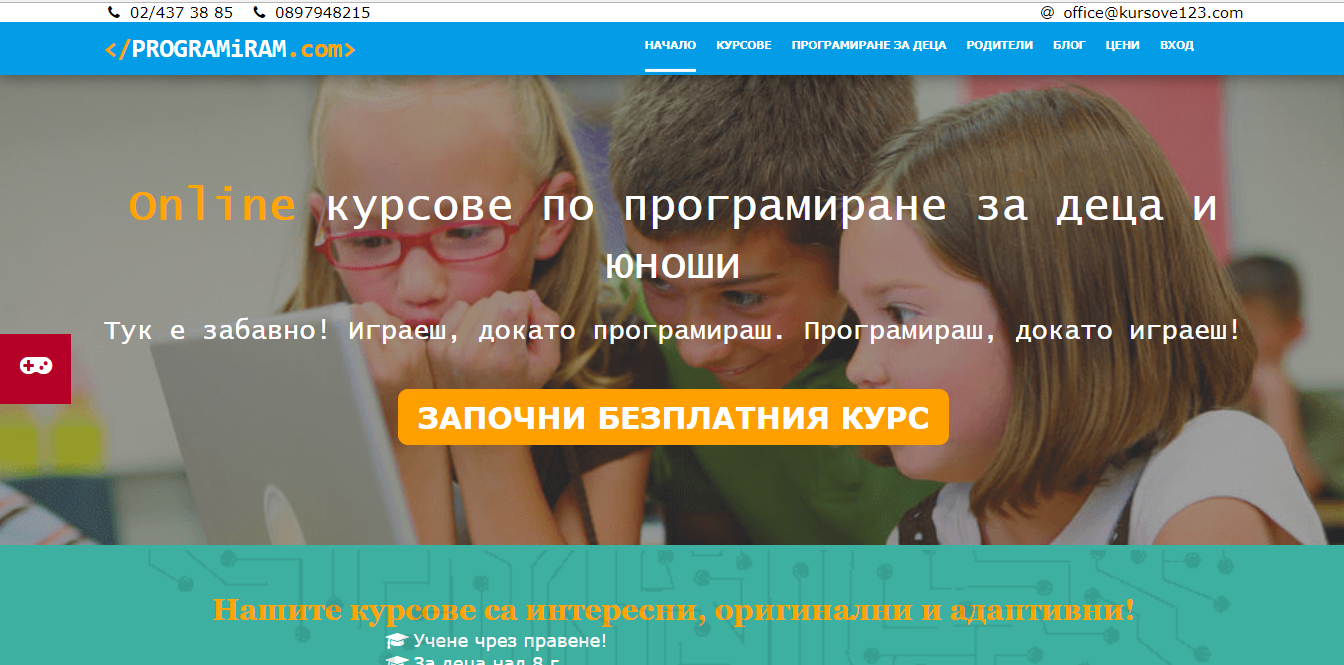 02/437 38 85 0897948215 @ office@kursove123.com
</PROGRAMiRAM.com>
НАЧАЛО КУРСОВЕ ПРОГРАМИРАНЕ ЗА ДЕЦА РОДИТЕЛИ БЛОГ ЦЕНИ ВХОД
Online курсове по програмиране за деца и
юноши
Тук е забавно! Играеш, докато програмираш. Програмираш, докато играеш!
ЗАПОЧНИ БЕЗПЛАТНИЯ КУРС
Нашите курсове са интересни, оригинални и адаптивни!
Учене чрез правене!
За деца над 8 г